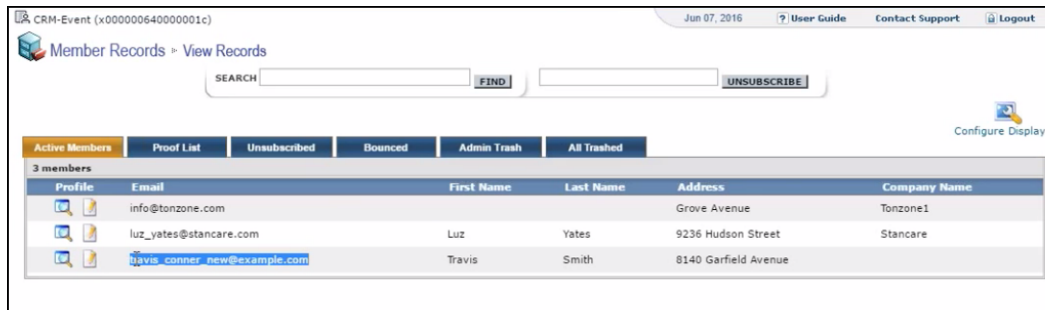 CRM-Event (x000000640000001c) Jun 07, 2016 ? User Guide Contact Support Logout
Member Records » View Records
SEARCH FIND UNSUBSCRIBE
Configure Display
Active Members Proof List Unsubscribed Bounced Admin Trash All Trashed
3 members
Profile Email First Name Last Name Address Company Name
info@tonzone.com Grove Avenue Tonzone1
luz_yates@stancare.com Luz Yates 9236 Hudson Street Stancare
travis_conner_new@example.com Travis Smith 8140 Garfield Avenue